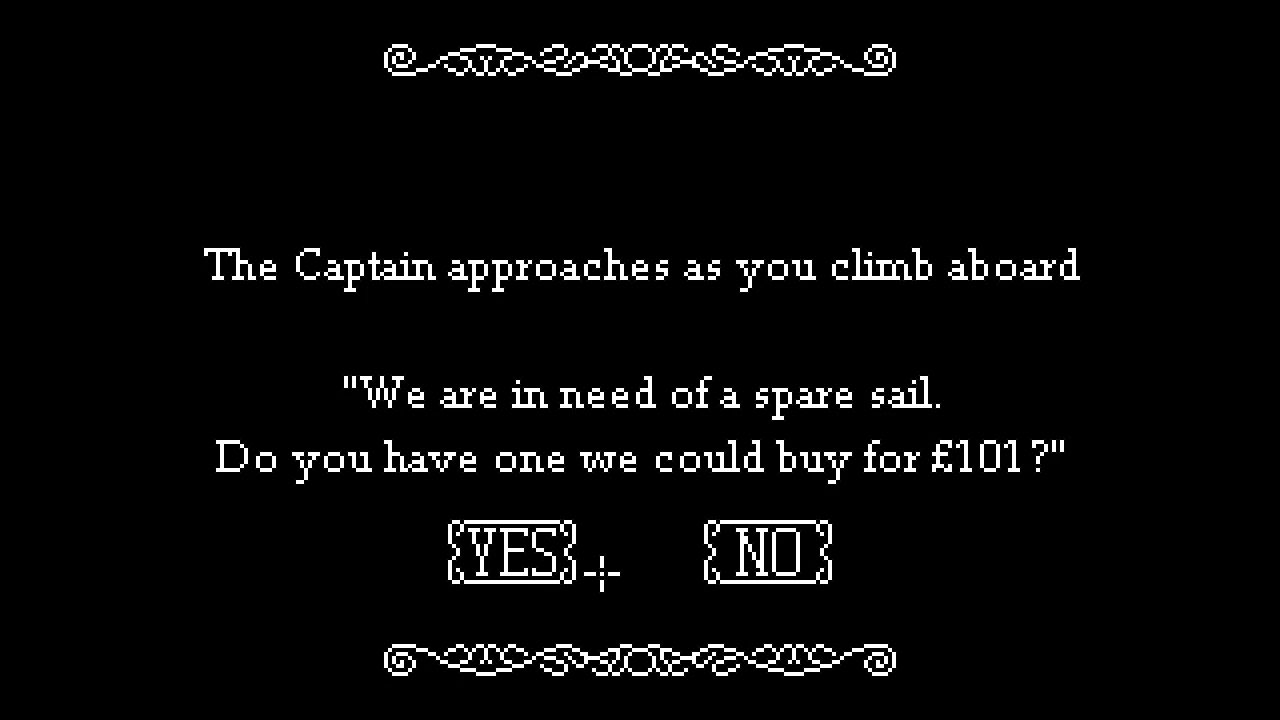 The Captain approaches as you climb aboard
"We are in need of a spare sail.
Do you have one we could buy for £101?"
YES NO